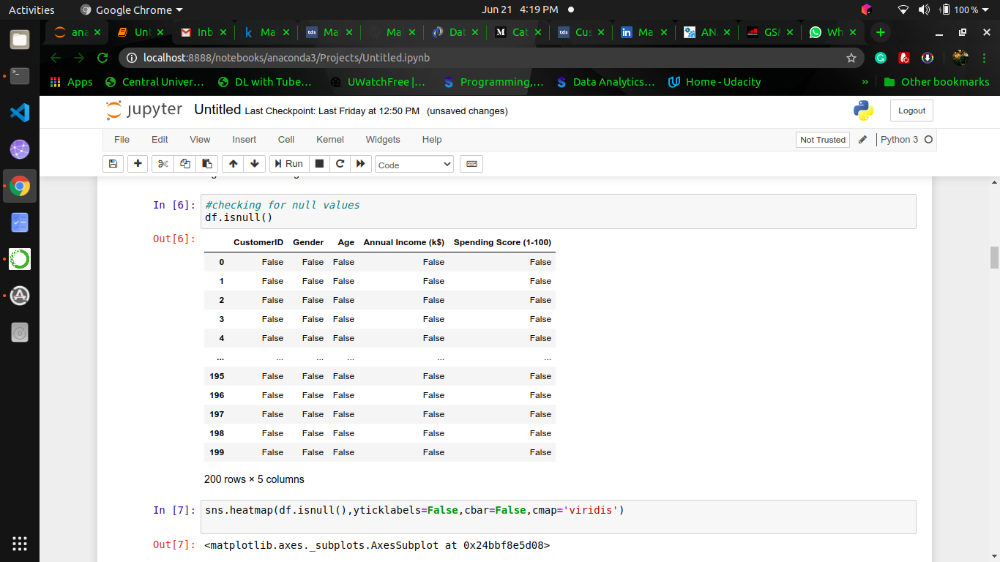 Activities Google Chrome Jun 21 4:19 PM 100 %
ana Unt Inb k Ma tds Ma Ma Dat M Cat tds Cus in Ma AN GSM Wh
localhost:8888/notebooks/anaconda3/Projects/Untitled.ipynb
Apps Central Univer… DL with Tube… UWatchFree |… Programming,… Data Analytics… Home - Udacity » Other bookmarks
jupyter Untitled Last Checkpoint: Last Friday at 12:50 PM (unsaved changes) Logout
File Edit View Insert Cell Kernel Widgets Help Not Trusted Python 3
Run Code
In [6]: #checking for null values
df.isnull()
Out[6]:
CustomerID Gender Age Annual Income (k$) Spending Score (1-100)
0 False False False False False
1 False False False False False
2 False False False False False
3 False False False False False
4 False False False False False
... ... ... ... ... ...
195 False False False False False
196 False False False False False
197 False False False False False
198 False False False False False
199 False False False False False
200 rows × 5 columns
In [7]: sns.heatmap(df.isnull(),yticklabels=False,cbar=False,cmap='viridis')
Out[7]: <matplotlib.axes._subplots.AxesSubplot at 0x24bbf8e5d08>